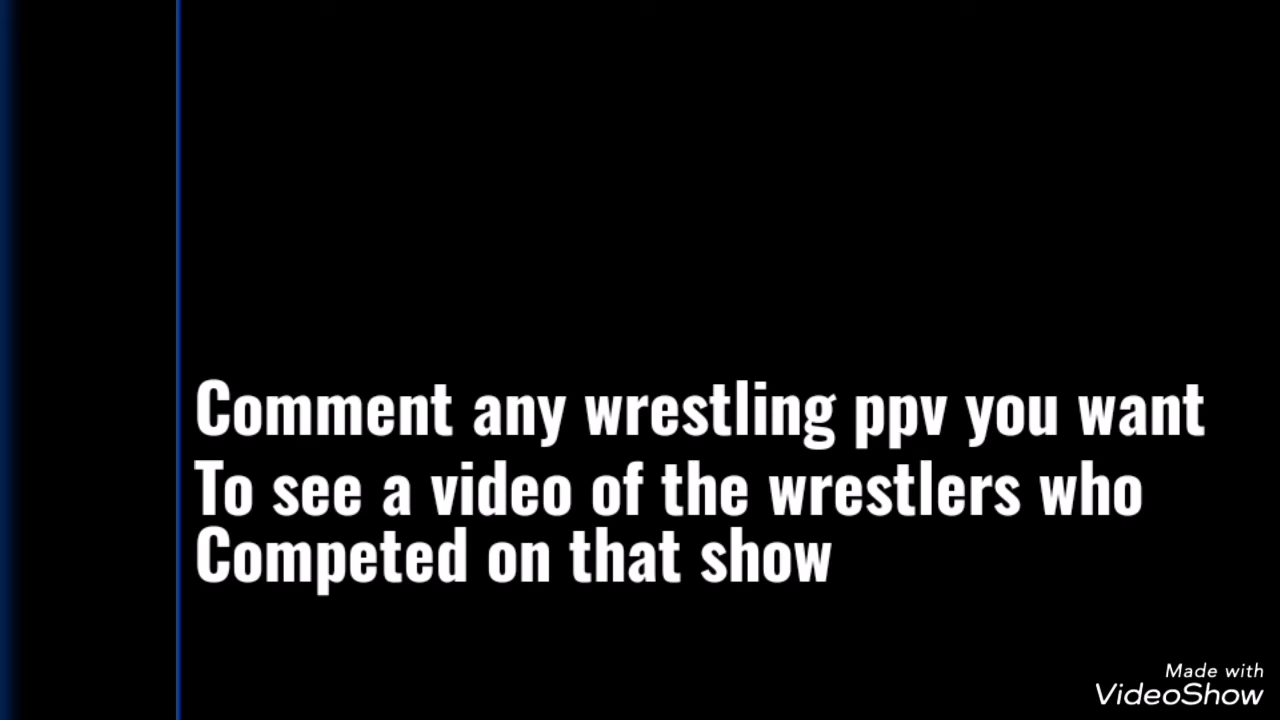 Comment any wrestling ppv you want
To see a video of the wrestlers who
Competed on that show
Made with
VideoShow